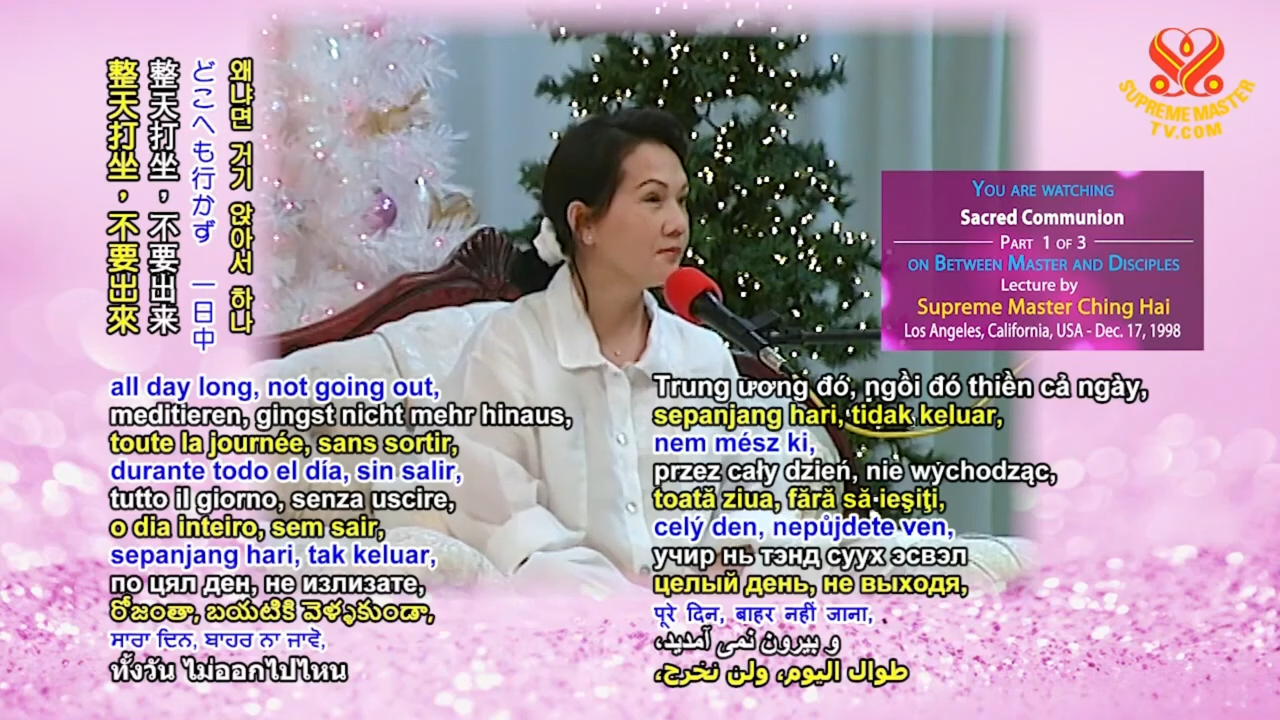 整天打坐，不要出來
整天打坐，不要出来
どこへも行かず 一日中
왜냐면 거기 앉아서 하나
SUPREME MASTER
TV.COM
YOU ARE WATCHING
Sacred Communion
PART 1 OF 3
ON BETWEEN MASTER AND DISCIPLES
Lecture by
Supreme Master Ching Hai
Los Angeles, California, USA - Dec. 17, 1998
all day long, not going out,
meditieren, gingst nicht mehr hinaus,
toute la journée, sans sortir,
durante todo el día, sin salir,
tutto il giorno, senza uscire,
o dia inteiro, sem sair,
sepanjang hari, tak keluar,
по цял ден, не излизате,
రోజంతా, బయటికి వెళ్ళకుండా,
ਸਾਰਾ ਦਿਨ, ਬਾਹਰ ਨਾ ਜਾਵੋ,
ทั้งวัน ไม่ออกไปไหน
Trung ương đó, ngồi đó thiền cả ngày,
sepanjang hari, tidak keluar,
nem mész ki,
przez cały dzień, nie wychodząc,
toată ziua, fără să ieşiţi,
celý den, nepůjdete ven,
учир нь тэнд суух эсвэл
целый день, не выходя,
पूरे दिन, बाहर नहीं जाना,
و بیرون نمی آمدید،
طوال اليوم، ولن نخرج،